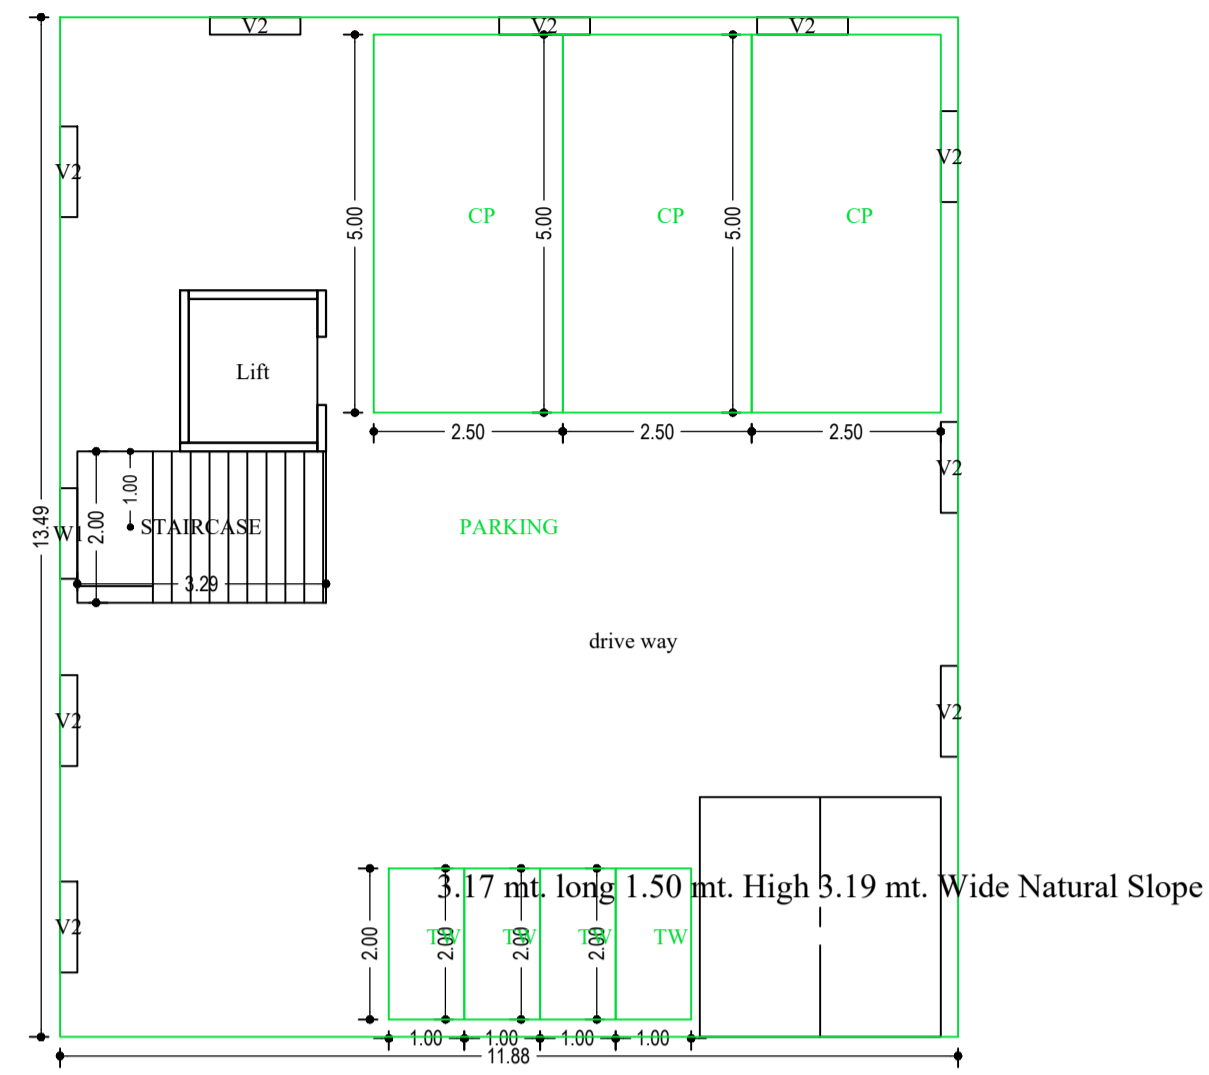 V2
V2
V2
V2
V2
5.00
5.00
5.00
CP
CP
CP
Lift
2.50
2.50
2.50
V2
13.49
W1
2.00
1.00
STAIRCASE
PARKING
3.29
drive way
V2
V2
3.17 mt. long 1.50 mt. High 3.19 mt. Wide Natural Slope
V2
2.00
2.00
2.00
2.00
TW
TW
TW
TW
1.00
1.00
1.00
1.00
11.88